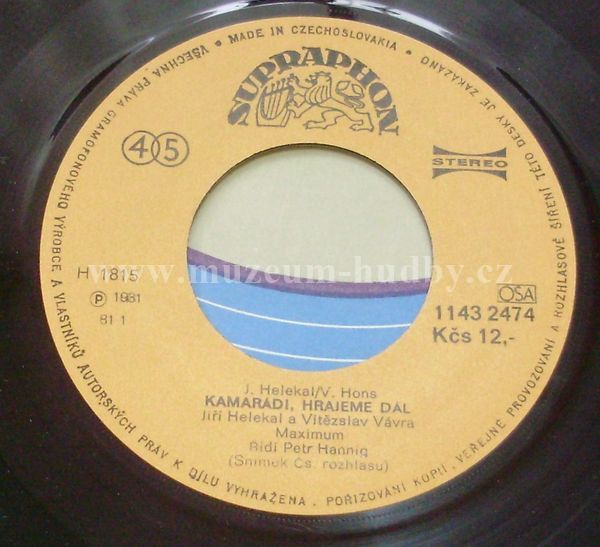 • MADE IN CZECHOSLOVAKIA •
VŠECHNA PRÁVA GRAMOFONOVÉHO VÝROBCE A VLASTNÍKŮ AUTORSKÝCH PRÁV K DÍLU VYHRAŽENA. POŘIZOVÁNÍ KOPIÍ, VEŘEJNÉ PROVOZOVÁNÍ A ROZHLASOVÉ ŠÍŘENÍ TÉTO DESKY JE ZAKÁZÁNO
SUPRAPHON
45
STEREO
www.muzeum-hudby.cz
H 1815
Ⓟ 1981
81 1
OSA
1143 2474
Kčs 12,-
J. Helekal/V. Hons
KAMARÁDI, HRAJEME DÁL
Jiří Helekal a Vítězslav Vávra
Maximum
Řídí Petr Hannig
(Snímek Čs. rozhlasu)